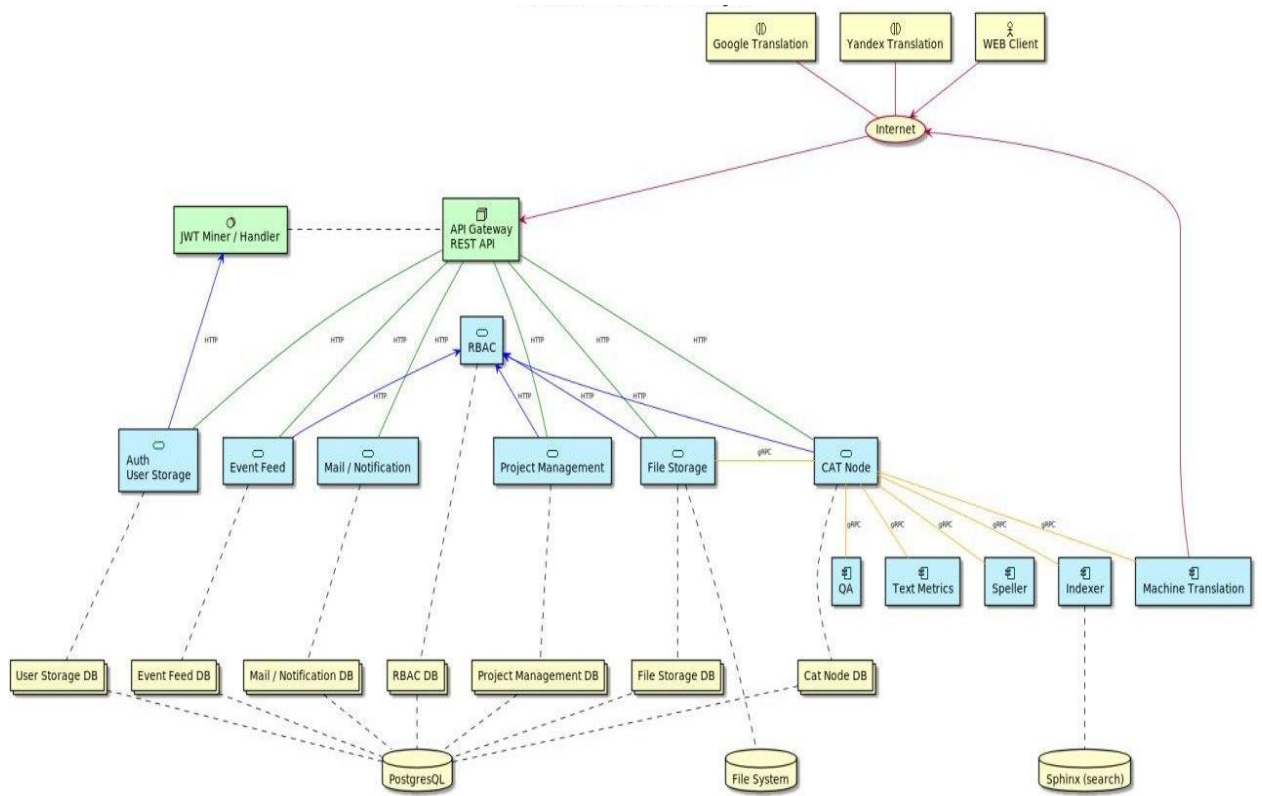 Google Translation
Yandex Translation
WEB Client
Internet
JWT Miner / Handler
API Gateway
REST API
HTTP
HTTP
HTTP
HTTP
HTTP
HTTP
HTTP
RBAC
HTTP
HTTP
HTTP
Auth
User Storage
Event Feed
Mail / Notification
Project Management
File Storage
gRPC
CAT Node
gRPC
gRPC
gRPC
gRPC
gRPC
QA
Text Metrics
Speller
Indexer
Machine Translation
User Storage DB
Event Feed DB
Mail / Notification DB
RBAC DB
Project Management DB
File Storage DB
Cat Node DB
PostgresQL
File System
Sphinx (search)